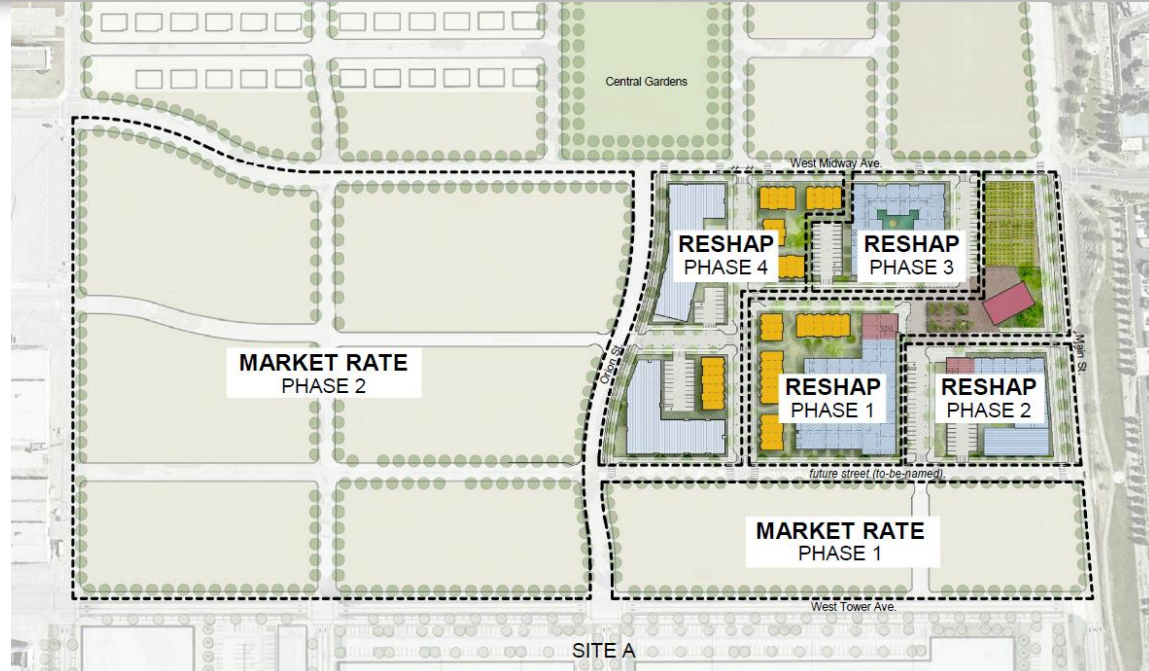 Central Gardens
West Midway Ave.
RESHAP
PHASE 4
RESHAP
PHASE 3
Orion St.
Main St.
MARKET RATE
PHASE 2
RESHAP
PHASE 1
RESHAP
PHASE 2
future street (to-be-named).
MARKET RATE
PHASE 1
West Tower Ave.
SITE A